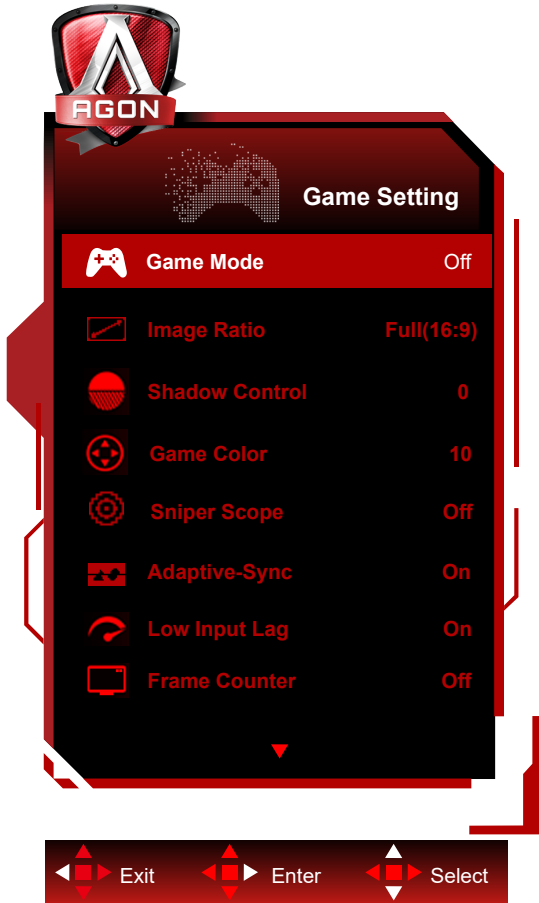 AGON
Game Setting
Game Mode Off
Image Ratio Full(16:9)
Shadow Control 0
Game Color 10
Sniper Scope Off
Adaptive-Sync On
Low Input Lag On
Frame Counter Off
Exit Enter Select